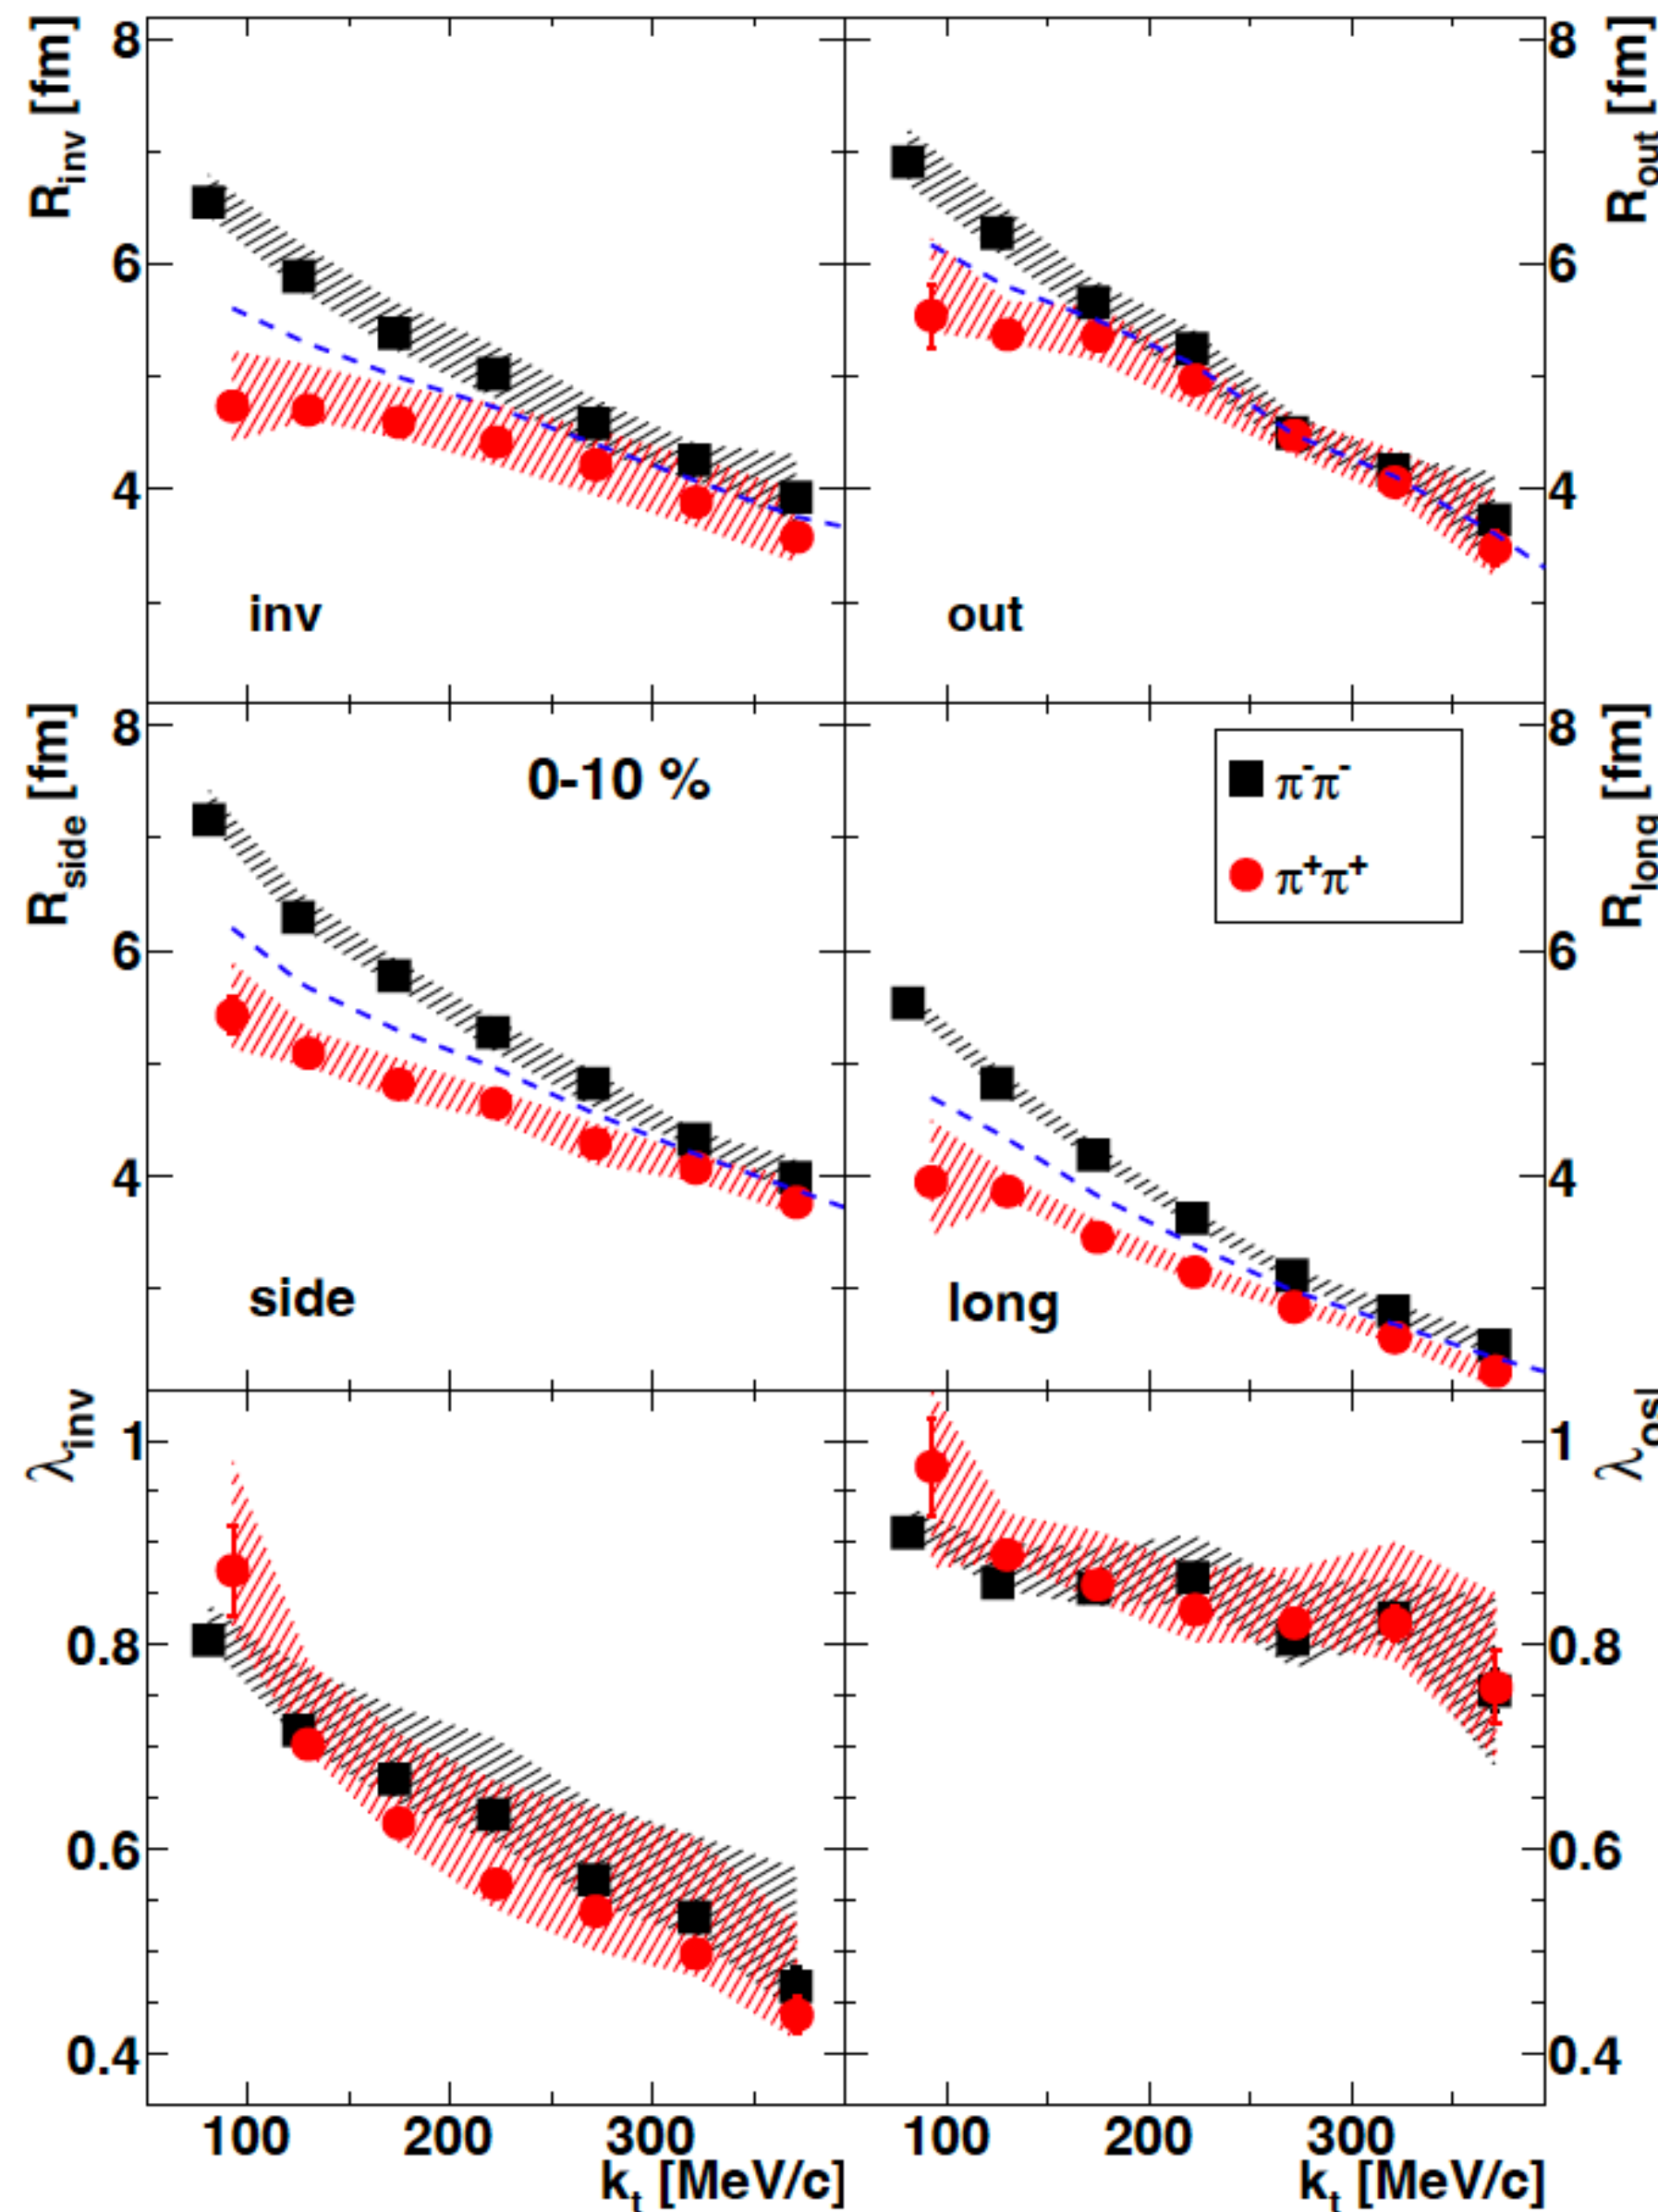 R_inv [fm]
8
6
4
inv
R_out [fm]
8
6
4
out
R_side [fm]
8
6
4
0-10 %
side
R_long [fm]
8
6
4
π⁻π⁻
π⁺π⁺
long
λ_inv
1
0.8
0.6
0.4
λ_osl
1
0.8
0.6
0.4
100 200 300
k_t [MeV/c]
100 200 300
k_t [MeV/c]